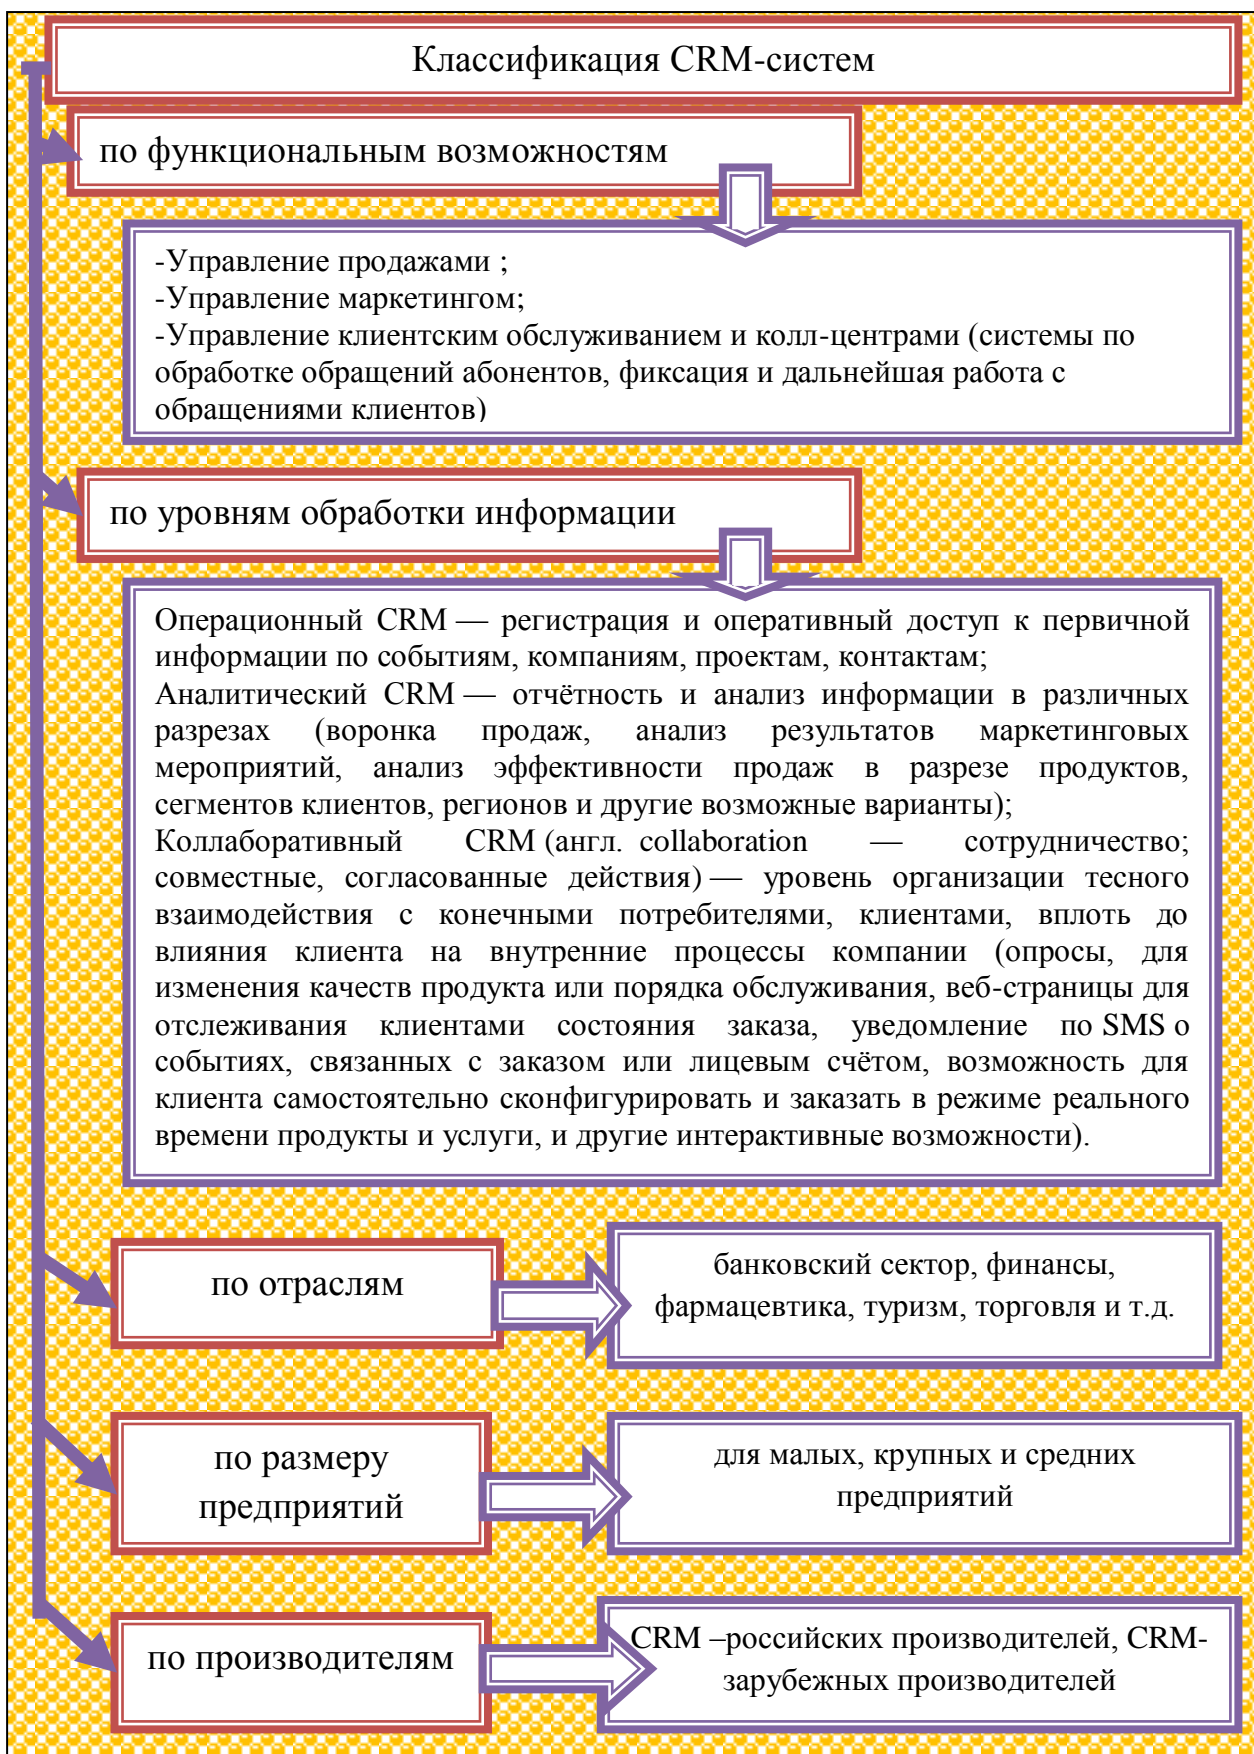 Классификация CRM-систем
по функциональным возможностям
-Управление продажами ;
-Управление маркетингом;
-Управление клиентским обслуживанием и колл-центрами (системы по
обработке обращений абонентов, фиксация и дальнейшая работа с
обращениями клиентов)
по уровням обработки информации
Операционный CRM — регистрация и оперативный доступ к первичной
информации по событиям, компаниям, проектам, контактам;
Аналитический CRM — отчётность и анализ информации в различных
разрезах (воронка продаж, анализ результатов маркетинговых
мероприятий, анализ эффективности продаж в разрезе продуктов,
сегментов клиентов, регионов и другие возможные варианты);
Коллаборативный CRM (англ. collaboration — сотрудничество;
совместные, согласованные действия) — уровень организации тесного
взаимодействия с конечными потребителями, клиентами, вплоть до
влияния клиента на внутренние процессы компании (опросы, для
изменения качеств продукта или порядка обслуживания, веб-страницы для
отслеживания клиентами состояния заказа, уведомление по SMS о
событиях, связанных с заказом или лицевым счётом, возможность для
клиента самостоятельно сконфигурировать и заказать в режиме реального
времени продукты и услуги, и другие интерактивные возможности).
по отраслям
банковский сектор, финансы,
фармацевтика, туризм, торговля и т.д.
по размеру
предприятий
для малых, крупных и средних
предприятий
по производителям
CRM –российских производителей, CRM-
зарубежных производителей